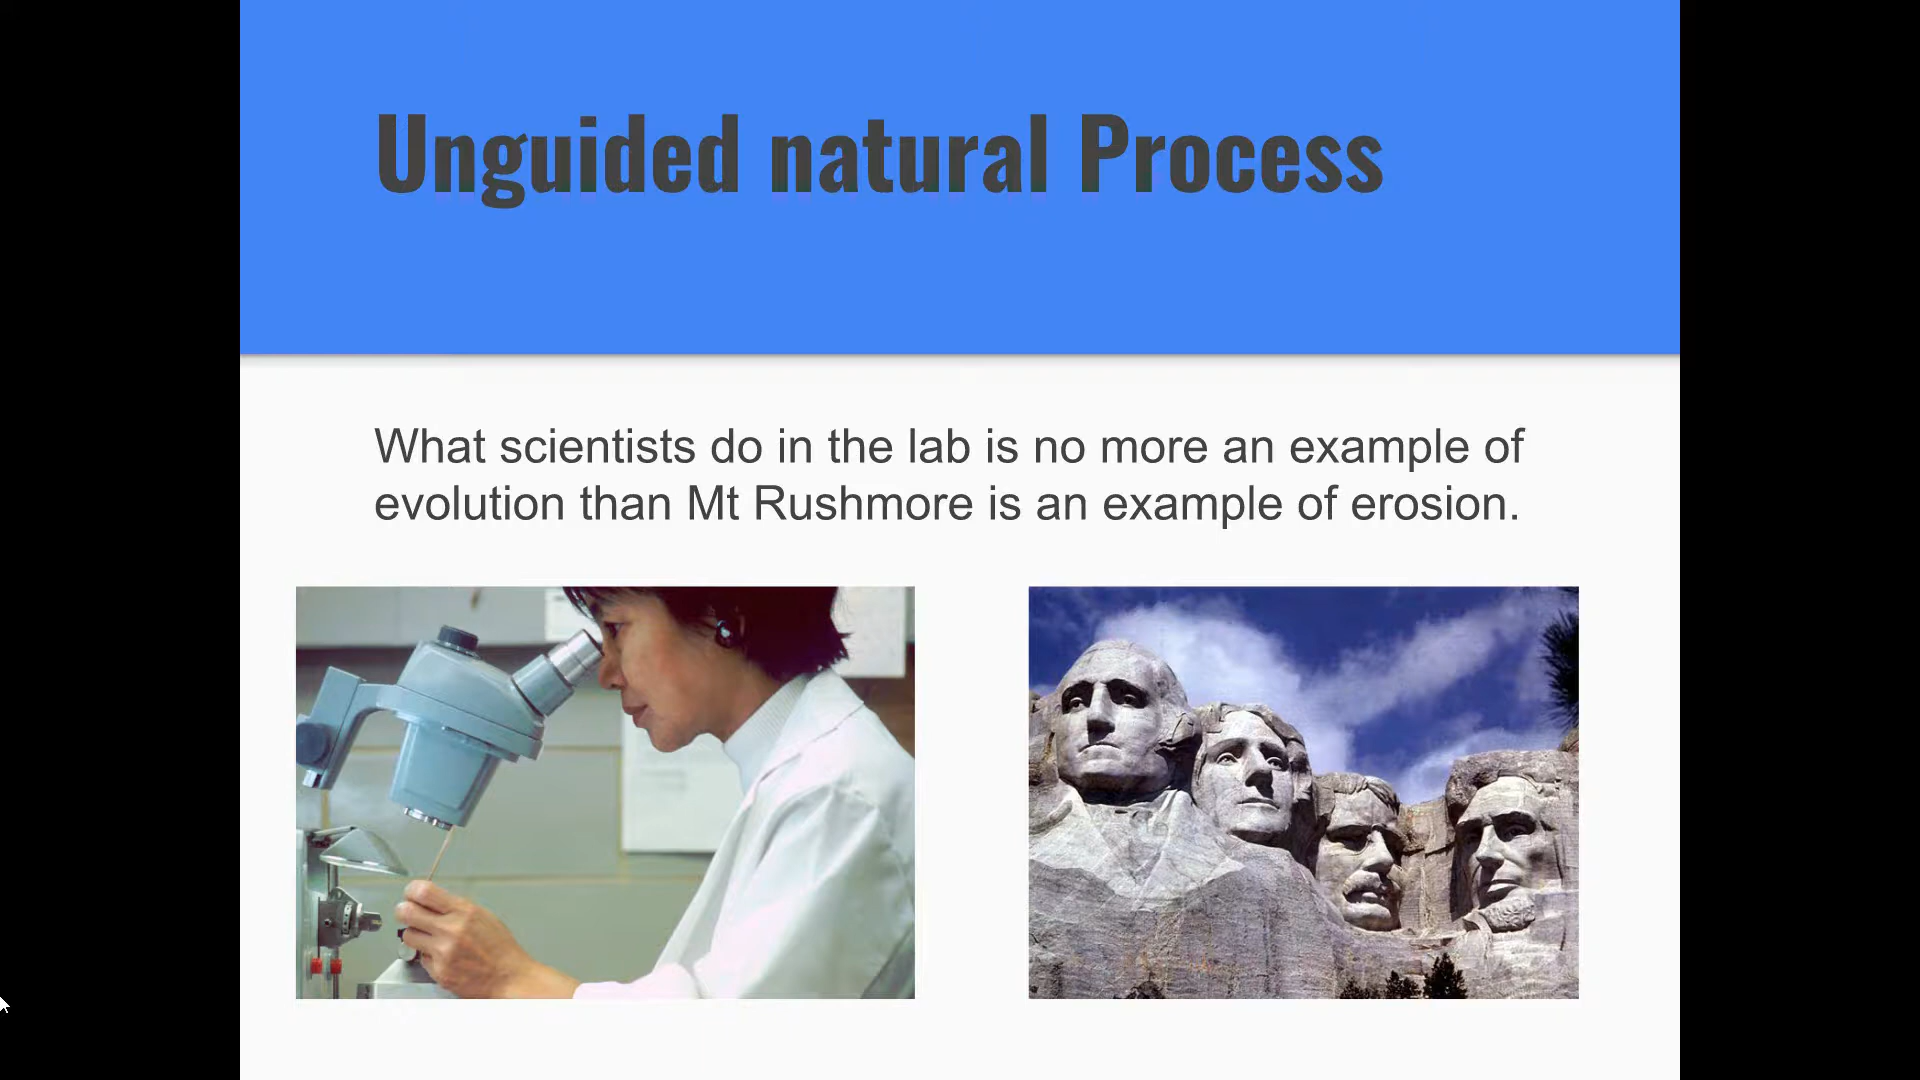 Unguided natural Process
What scientists do in the lab is no more an example of
evolution than Mt Rushmore is an example of erosion.